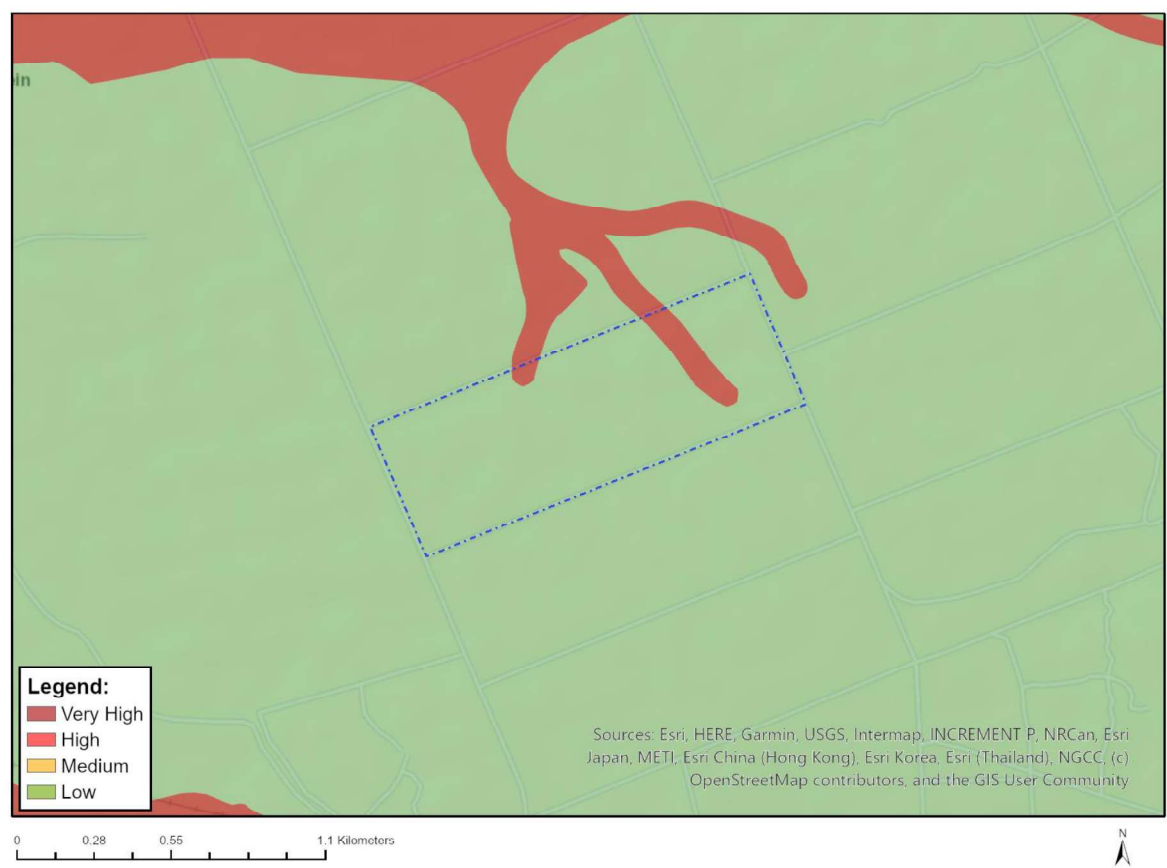 in
Legend:
Very High
High
Medium
Low
Sources: Esri, HERE, Garmin, USGS, Intermap, INCREMENT P, NRCan, Esri
Japan, METI, Esri China (Hong Kong), Esri Korea, Esri (Thailand), NGCC, (c)
OpenStreetMap contributors, and the GIS User Community
0 0.28 0.55 1.1 Kilometers
N